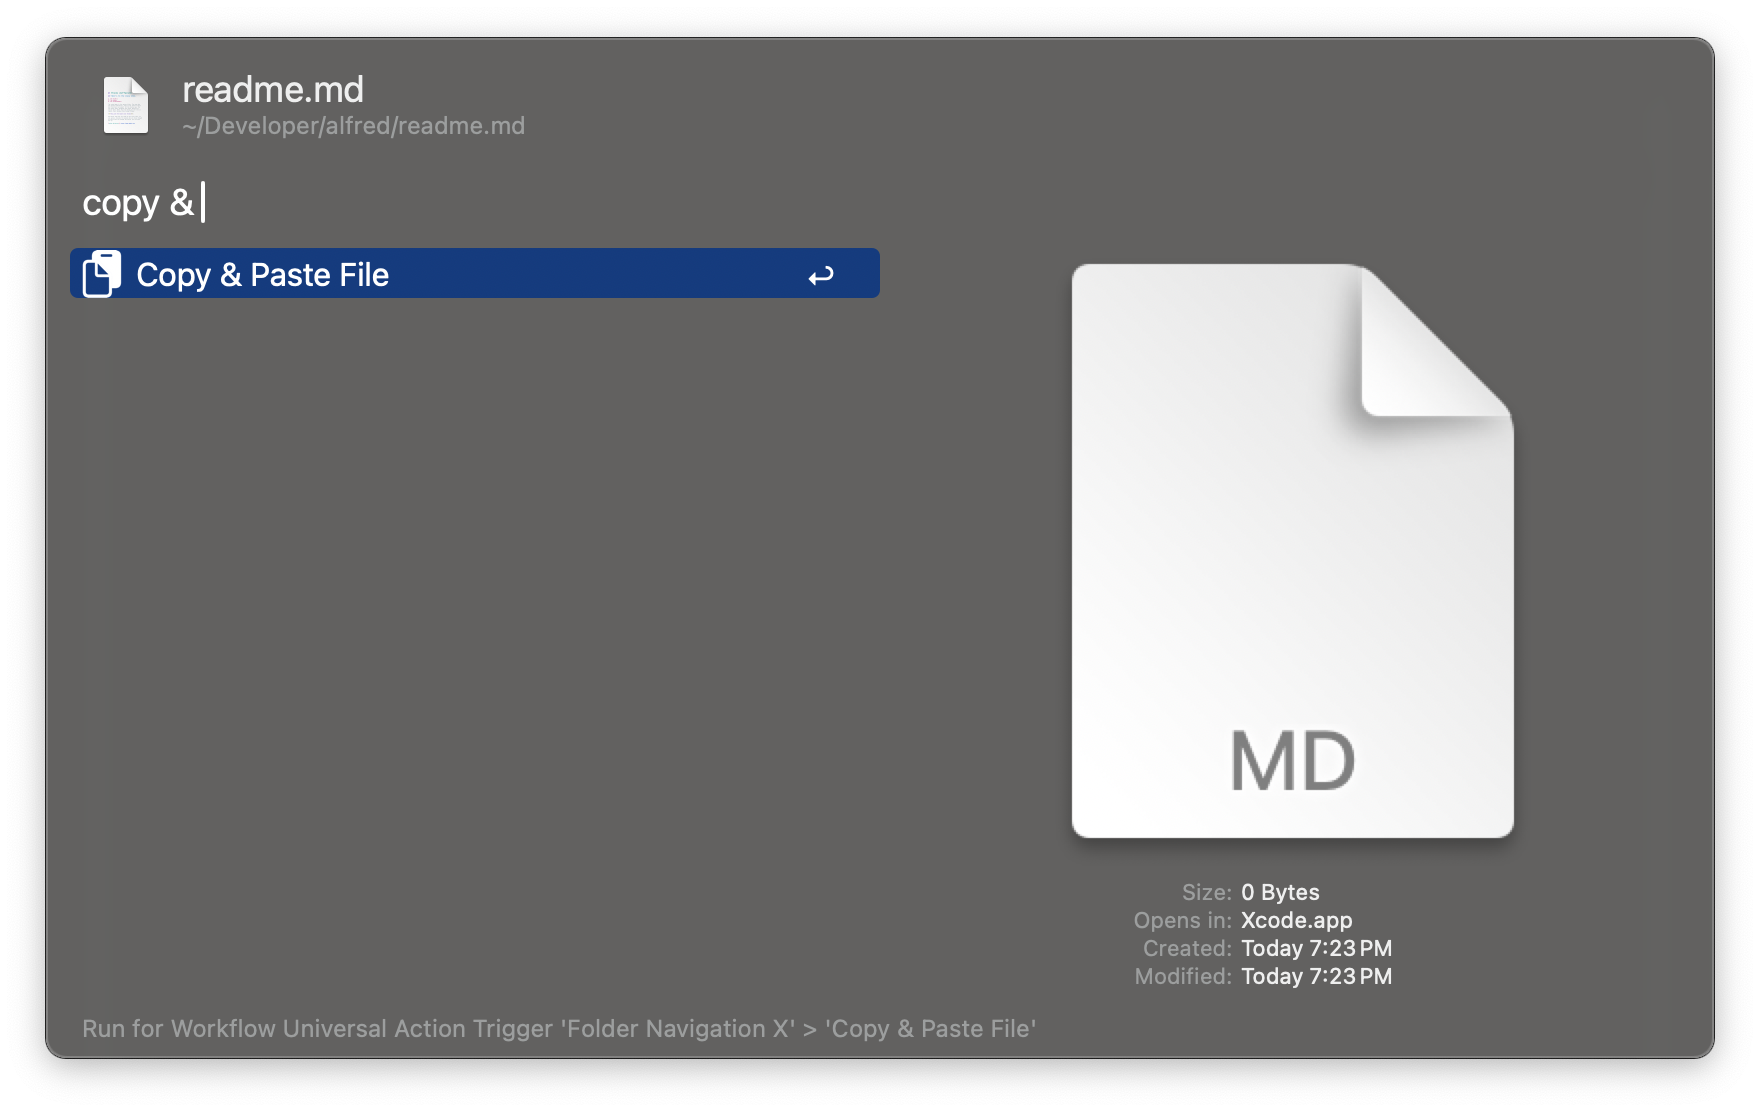 readme.md
~/Developer/alfred/readme.md
copy &
Copy & Paste File
MD
Size: 0 Bytes
Opens in: Xcode.app
Created: Today 7:23 PM
Modified: Today 7:23 PM
Run for Workflow Universal Action Trigger 'Folder Navigation X' > 'Copy & Paste File'